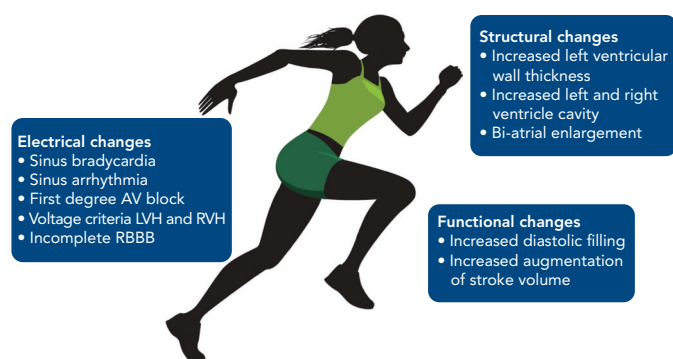 Structural changes
• Increased left ventricular
wall thickness
• Increased left and right
ventricle cavity
• Bi-atrial enlargement
Electrical changes
• Sinus bradycardia
• Sinus arrhythmia
• First degree AV block
• Voltage criteria LVH and RVH
• Incomplete RBBB
Functional changes
• Increased diastolic filling
• Increased augmentation
of stroke volume